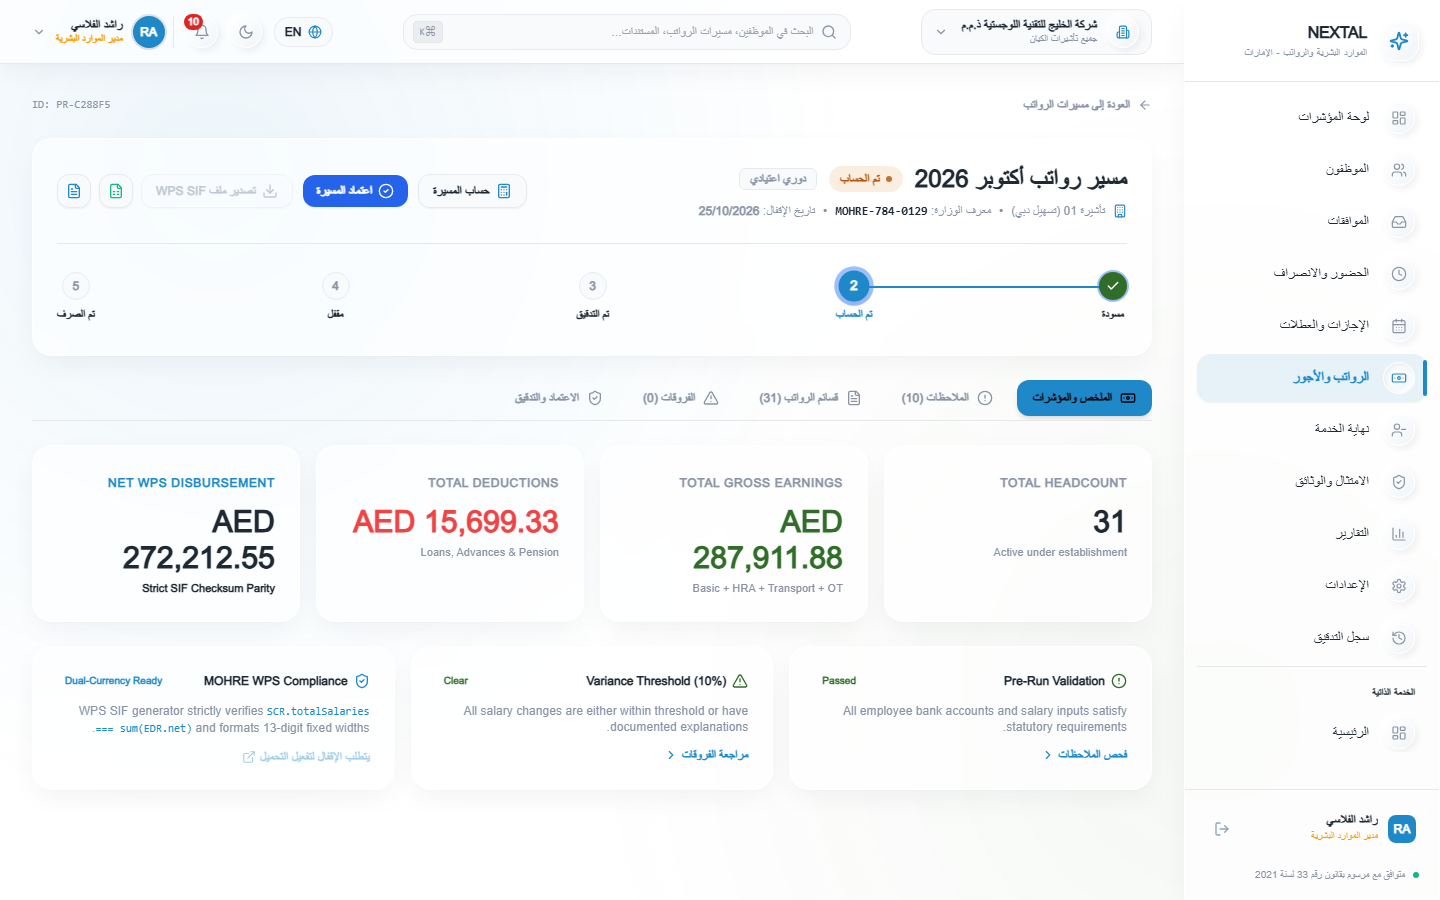 NEXTAL
الموارد البشرية والرواتب - الإمارات
شركة الخليج للتقنية اللوجستية ذ.م.م
جميع تأشيرات الكيان
البحث في الموظفين، مسيرات الرواتب، المستندات...
⌘K
EN
10
RA
راشد الفلاسي
مدير الموارد البشرية
لوحة المؤشرات
الموظفون
الموافقات
الحضور والانصراف
الإجازات والعطلات
الرواتب والأجور
نهاية الخدمة
الامتثال والوثائق
التقارير
الإعدادات
سجل التدقيق
الخدمة الذاتية
الرئيسية
RA
راشد الفلاسي
مدير الموارد البشرية
متوافق مع مرسوم بقانون رقم 33 لسنة 2021
العودة إلى مسيرات الرواتب
ID: PR-C288F5
مسير رواتب أكتوبر 2026
تم الحساب
دوري اعتيادي
تأشيرة 01 (تسهيل دبي) • معرف الوزارة: MOHRE-784-0129 • تاريخ الإقفال: 25/10/2026
حساب المسيرة
اعتماد المسيرة
تصدير ملف WPS SIF
مسودة
2
تم الحساب
3
تم التدقيق
4
مقفل
5
تم الصرف
الملخص والمؤشرات
الملاحظات (10)
قسائم الرواتب (31)
الفروقات (0)
الاعتماد والتدقيق
TOTAL HEADCOUNT
31
Active under establishment
TOTAL GROSS EARNINGS
AED
287,911.88
Basic + HRA + Transport + OT
TOTAL DEDUCTIONS
AED 15,699.33
Loans, Advances & Pension
NET WPS DISBURSEMENT
AED
272,212.55
Strict SIF Checksum Parity
Pre-Run Validation
Passed
All employee bank accounts and salary inputs satisfy
.statutory requirements
فحص الملاحظات
Variance Threshold (10%)
Clear
All salary changes are either within threshold or have
.documented explanations
مراجعة الفروقات
MOHRE WPS Compliance
Dual-Currency Ready
WPS SIF generator strictly verifies SCR.totalSalaries
.=== sum(EDR.net) and formats 13-digit fixed widths
يتطلب الإقفال لتفعيل التحميل